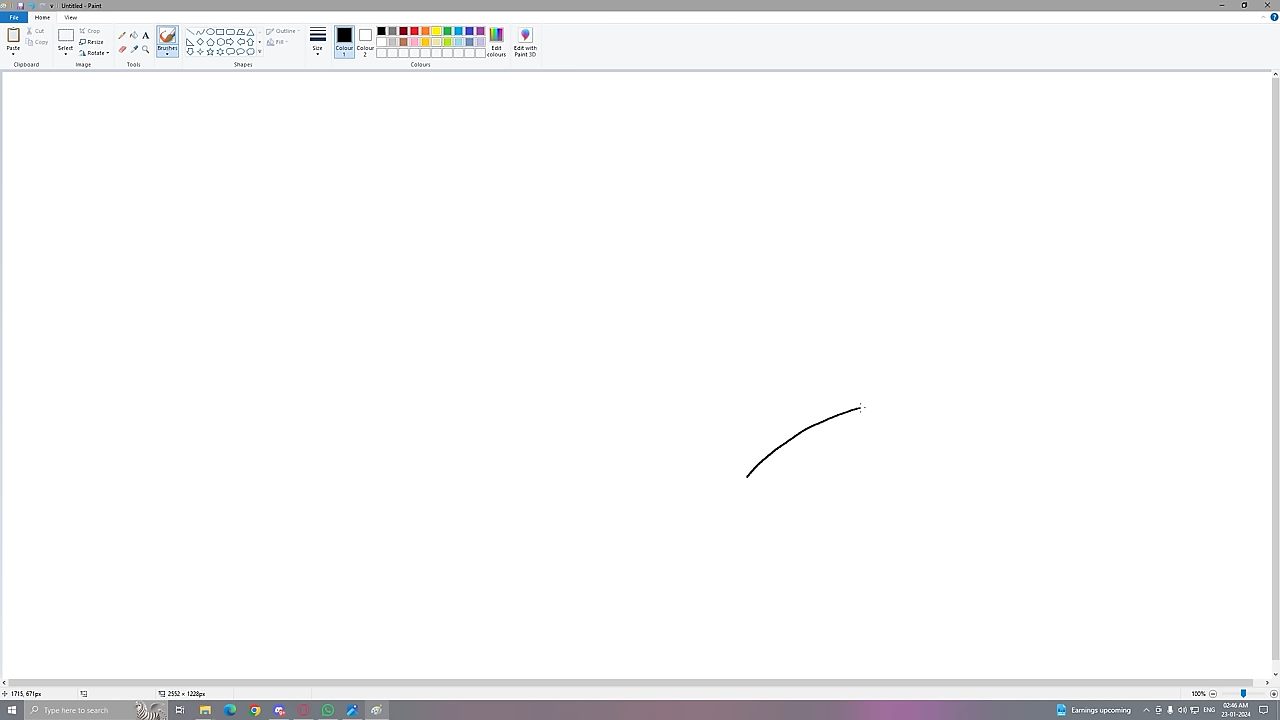 Untitled - Paint
File Home View
Paste Cut Copy Clipboard
Select Crop Resize Rotate Image
Tools
Brushes
Shapes Outline Fill
Size
Colour 1 Colour 2 Colours
Edit colours
Edit with Paint 3D
1715, 671px 2552 × 1228px 100%
Type here to search Earnings upcoming ENG 02:46 AM
23-01-2024